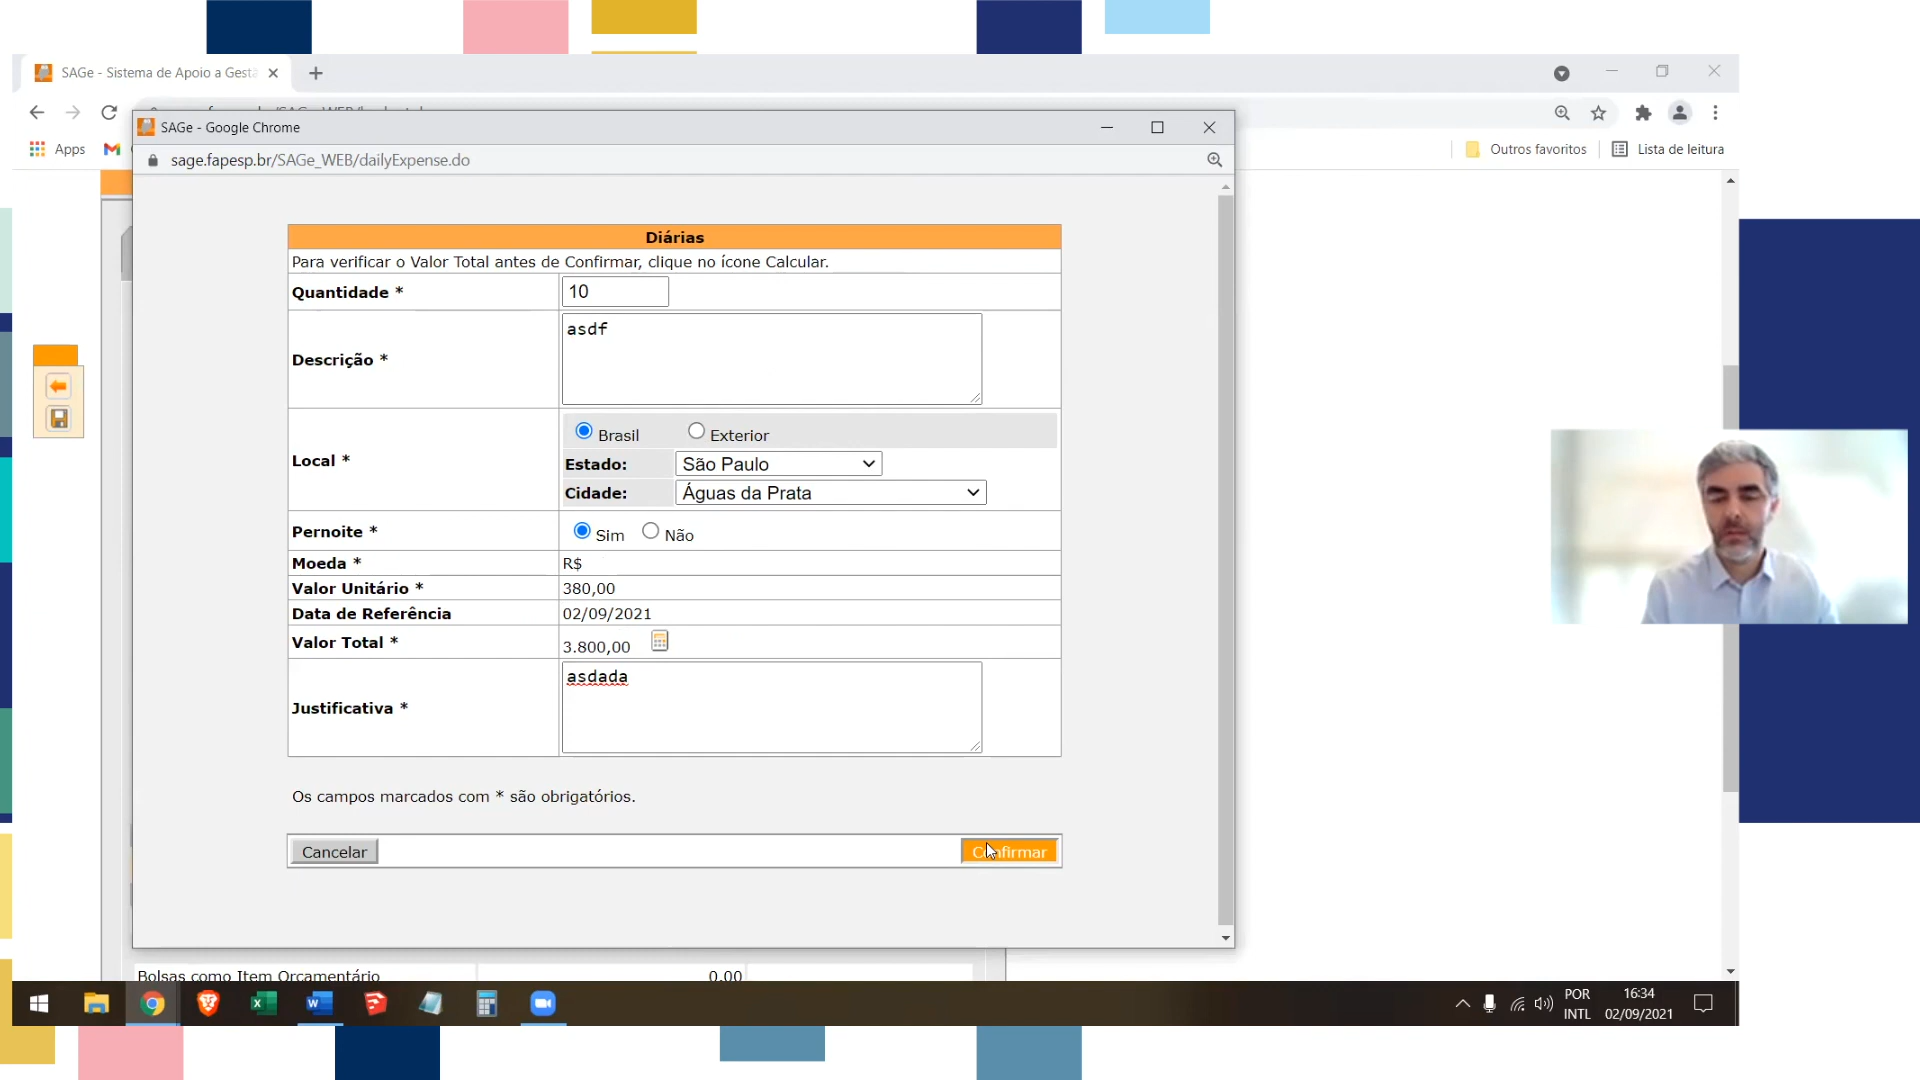 SAGe - Sistema de Apoio a Gestã
SAGe - Google Chrome
Apps
Outros favoritos
Lista de leitura
sage.fapesp.br/SAGe_WEB/dailyExpense.do
Diárias
Para verificar o Valor Total antes de Confirmar, clique no ícone Calcular.
Quantidade *
10
Descrição *
asdf
Local *
Brasil
Exterior
Estado:
São Paulo
Cidade:
Águas da Prata
Pernoite *
Sim
Não
Moeda *
R$
Valor Unitário *
380,00
Data de Referência
02/09/2021
Valor Total *
3.800,00
Justificativa *
asdada
Os campos marcados com * são obrigatórios.
Cancelar
Confirmar
Bolsas como Item Orçamentário
0,00
POR
INTL
16:34
02/09/2021